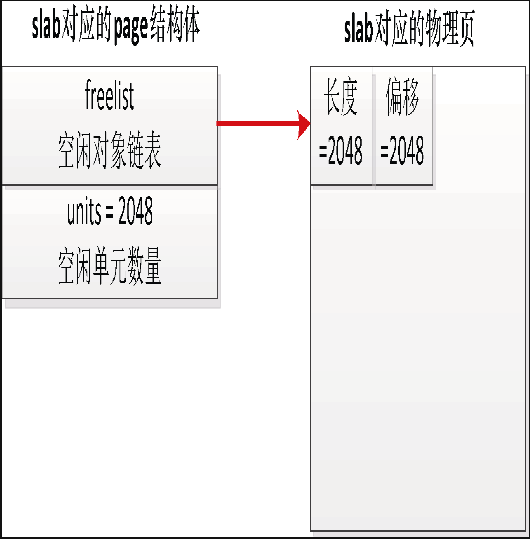 slab对应的page结构体
slab对应的物理页
freelist
空闲对象链表
units = 2048
空闲单元数量
长度
=2048
偏移
=2048